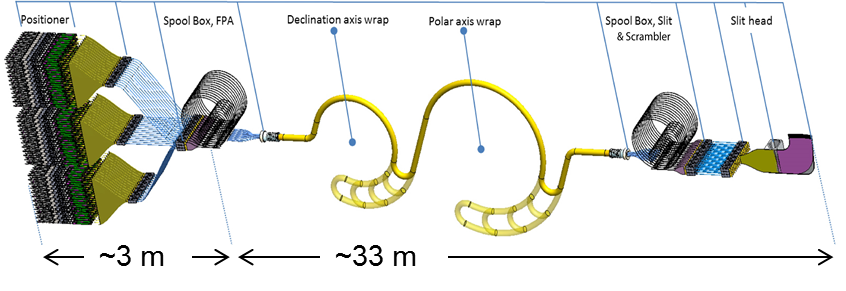 Positioner
Spool Box, FPA
Declination axis wrap
Polar axis wrap
Spool Box, Slit
& Scrambler
Slit head
~3 m
~33 m